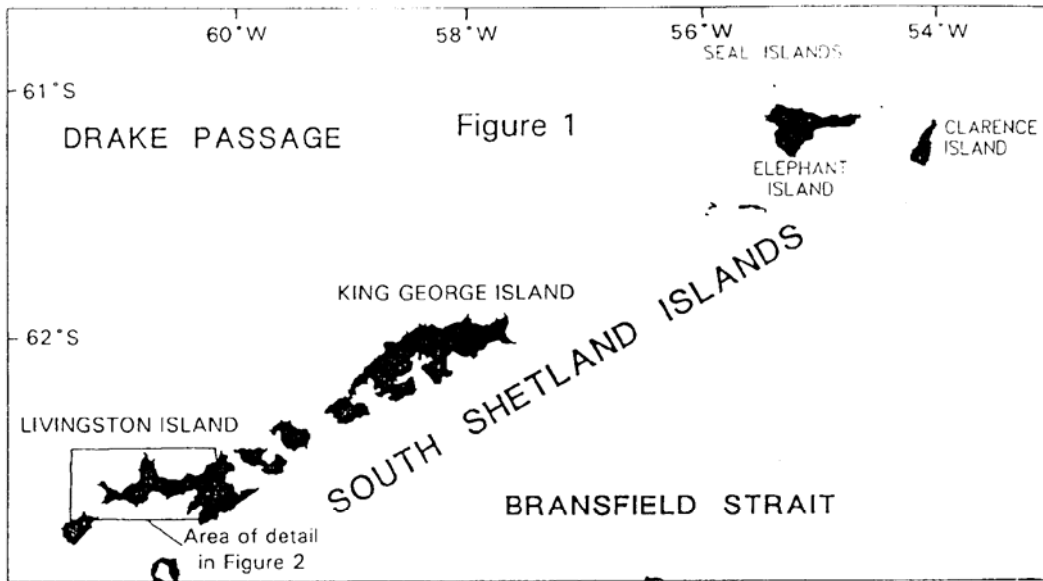 60°W
58°W
56°W
54°W
SEAL ISLANDS
61°S
DRAKE PASSAGE
Figure 1
CLARENCE
ISLAND
ELEPHANT
ISLAND
KING GEORGE ISLAND
62°S
SOUTH SHETLAND ISLANDS
LIVINGSTON ISLAND
BRANSFIELD STRAIT
Area of detail
in Figure 2